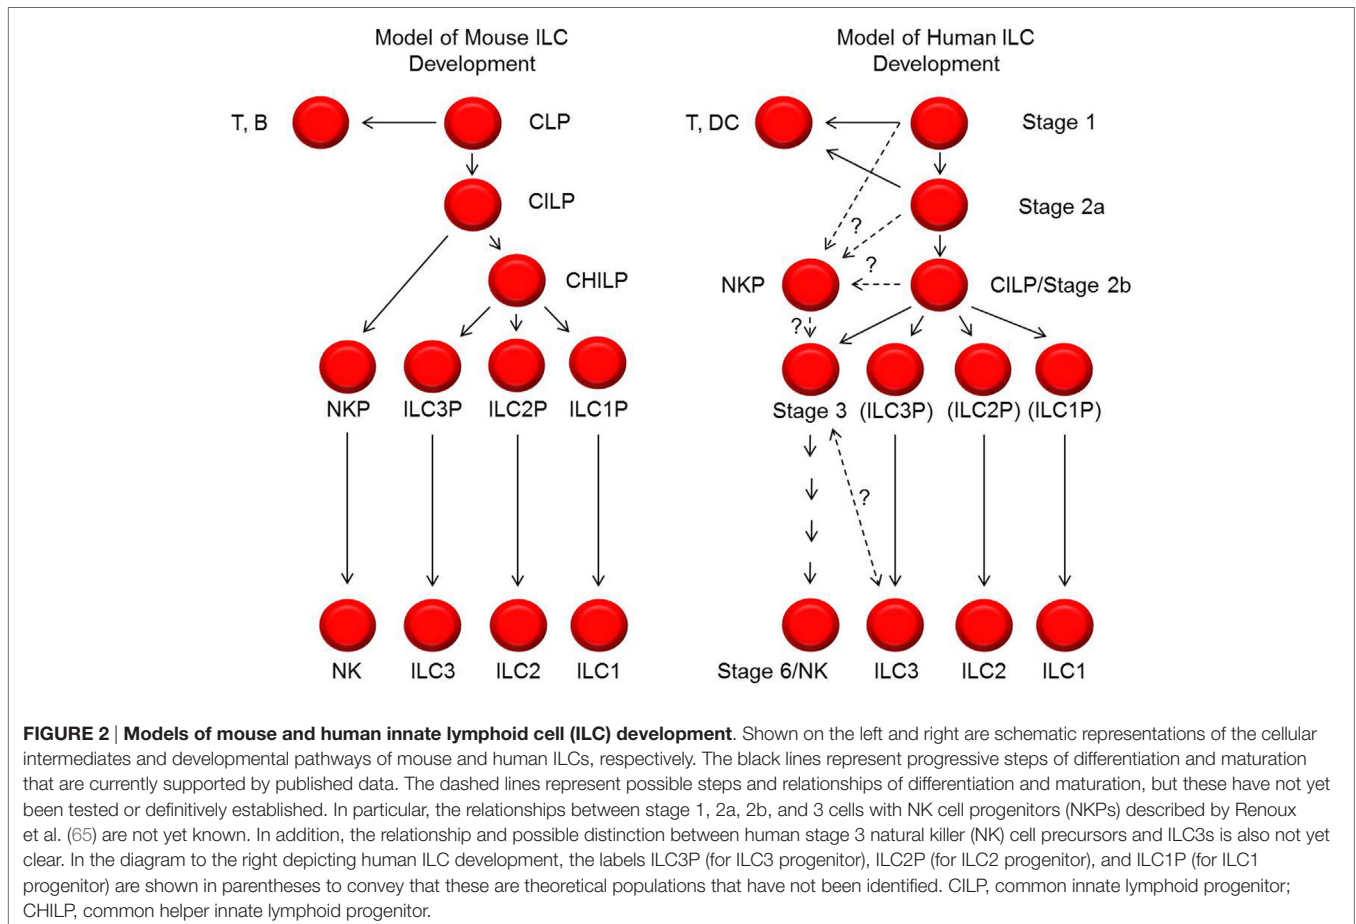 Model of Mouse ILC
Development
T, B
CLP
CILP
CHILP
NKP
ILC3P
ILC2P
ILC1P
NK
ILC3
ILC2
ILC1
Model of Human ILC
Development
T, DC
Stage 1
Stage 2a
?
?
NKP
CILP/Stage 2b
?
Stage 3
(ILC3P)
(ILC2P)
(ILC1P)
?
Stage 6/NK
ILC3
ILC2
ILC1
FIGURE 2 | Models of mouse and human innate lymphoid cell (ILC) development. Shown on the left and right are schematic representations of the cellular
intermediates and developmental pathways of mouse and human ILCs, respectively. The black lines represent progressive steps of differentiation and maturation
that are currently supported by published data. The dashed lines represent possible steps and relationships of differentiation and maturation, but these have not yet
been tested or definitively established. In particular, the relationships between stage 1, 2a, 2b, and 3 cells with NK cell progenitors (NKPs) described by Renoux
et al. (65) are not yet known. In addition, the relationship and possible distinction between human stage 3 natural killer (NK) cell precursors and ILC3s is also not yet
clear. In the diagram to the right depicting human ILC development, the labels ILC3P (for ILC3 progenitor), ILC2P (for ILC2 progenitor), and ILC1P (for ILC1
progenitor) are shown in parentheses to convey that these are theoretical populations that have not been identified. CILP, common innate lymphoid progenitor;
CHILP, common helper innate lymphoid progenitor.